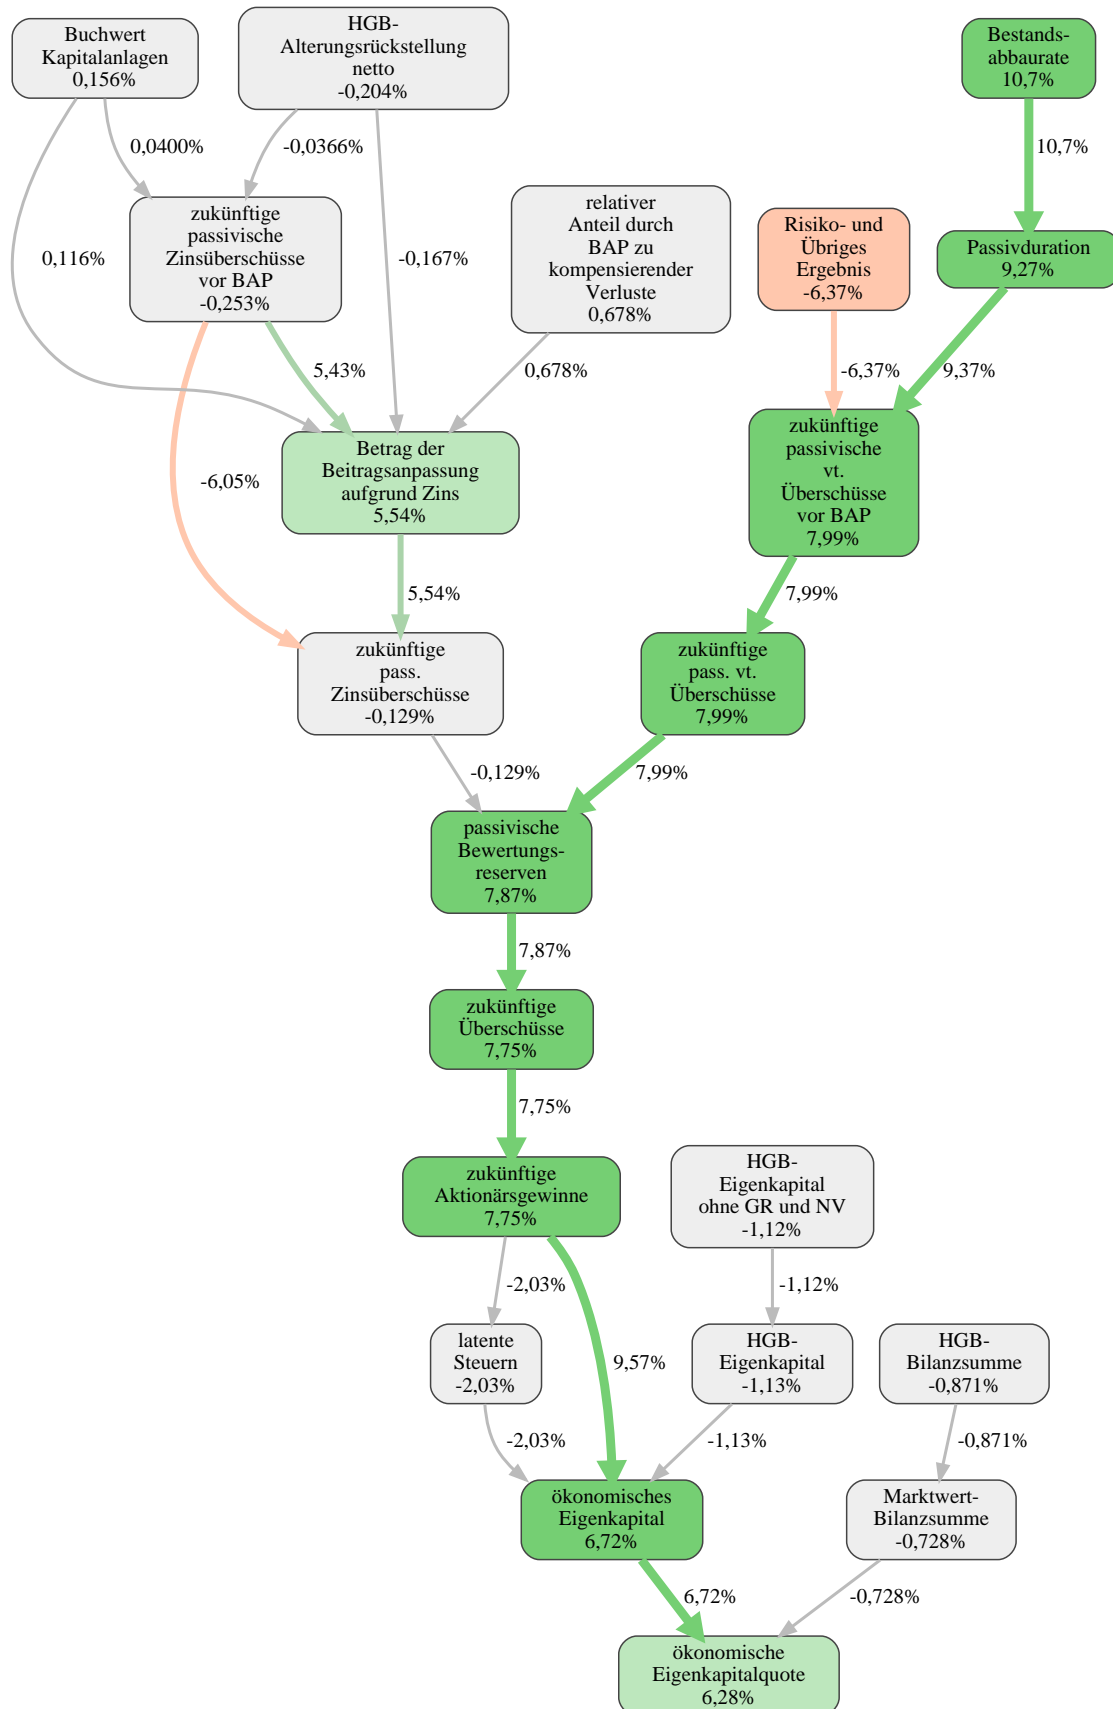 Buchwert
Kapitalanlagen
0,156%
HGB-
Alterungsrückstellung
netto
-0,204%
Bestands-
abbaurate
10,7%
0,0400%
-0,0366%
10,7%
zukünftige
passivische
Zinsüberschüsse
vor BAP
-0,253%
relativer
Anteil durch
BAP zu
kompensierender
Verluste
0,678%
Risiko- und
Übriges
Ergebnis
-6,37%
Passivduration
9,27%
0,116%
-0,167%
5,43%
0,678%
-6,37%
9,37%
Betrag der
Beitragsanpassung
aufgrund Zins
5,54%
zukünftige
passivische
vt.
Überschüsse
vor BAP
7,99%
-6,05%
5,54%
7,99%
zukünftige
pass.
Zinsüberschüsse
-0,129%
zukünftige
pass. vt.
Überschüsse
7,99%
-0,129%
7,99%
passivische
Bewertungs-
reserven
7,87%
7,87%
zukünftige
Überschüsse
7,75%
7,75%
zukünftige
Aktionärsgewinne
7,75%
HGB-
Eigenkapital
ohne GR und NV
-1,12%
-2,03%
-1,12%
latente
Steuern
-2,03%
9,57%
HGB-
Eigenkapital
-1,13%
HGB-
Bilanzsumme
-0,871%
-2,03%
-1,13%
-0,871%
ökonomisches
Eigenkapital
6,72%
Marktwert-
Bilanzsumme
-0,728%
6,72%
-0,728%
ökonomische
Eigenkapitalquote
6,28%